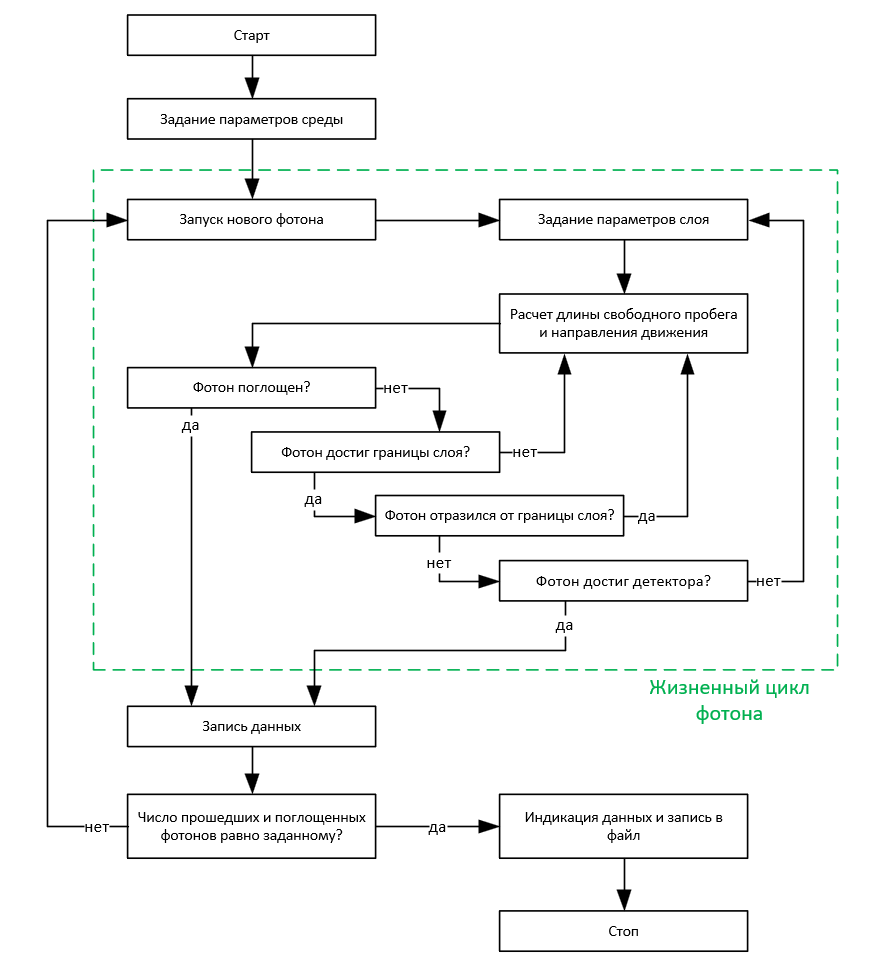 Старт
Задание параметров среды
Запуск нового фотона
Задание параметров слоя
Расчет длины свободного пробега
и направления движения
Фотон поглощен?
нет
да
Фотон достиг границы слоя?
нет
да
Фотон отразился от границы слоя?
да
нет
Фотон достиг детектора?
нет
да
Жизненный цикл
фотона
Запись данных
Число прошедших и поглощенных
фотонов равно заданному?
нет
да
Индикация данных и запись в
файл
Стоп